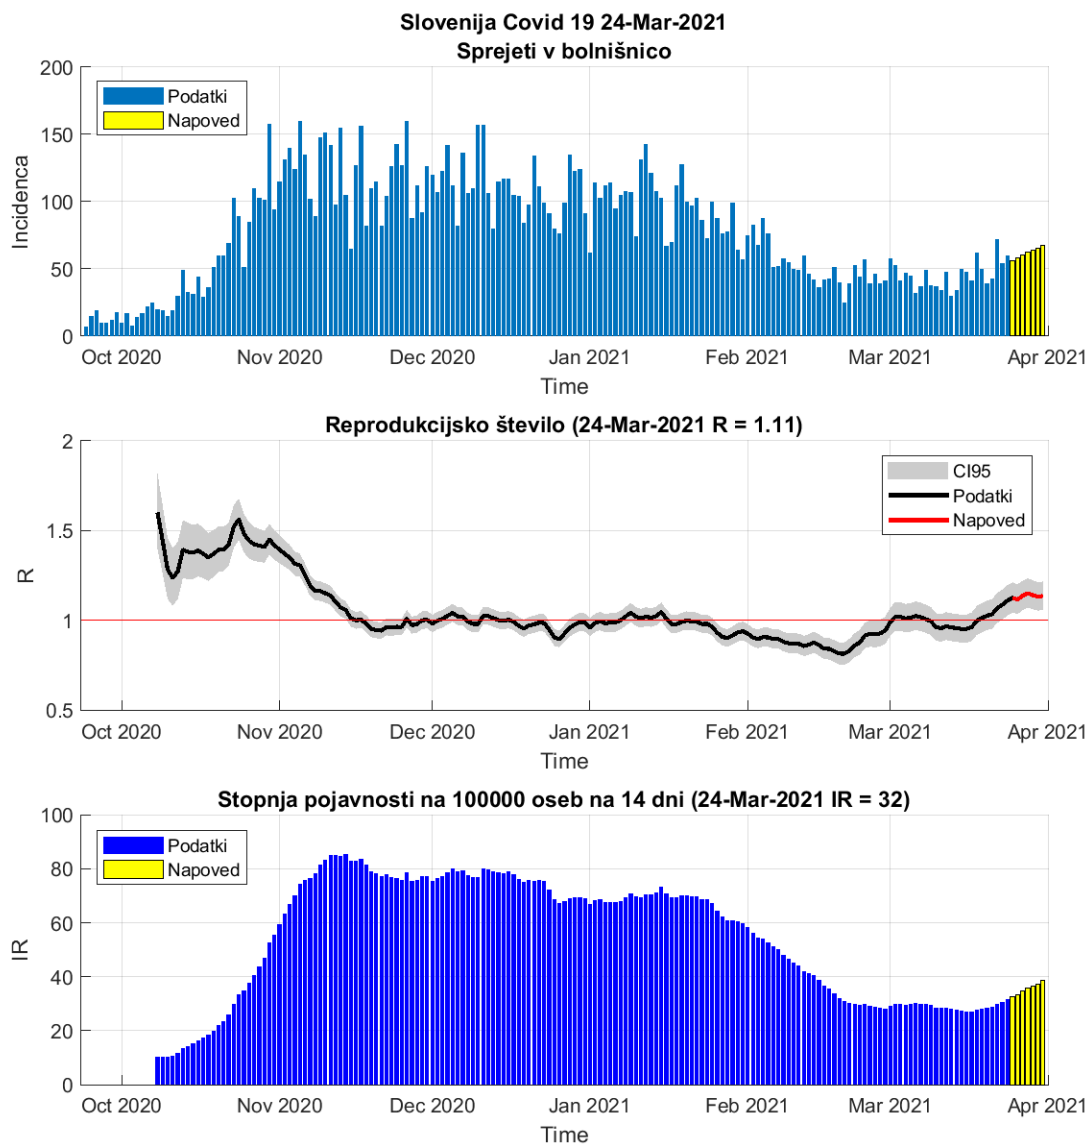 Slovenija Covid 19 24-Mar-2021
Sprejeti v bolnišnico
200
150
100
50
0
Incidenca
Podatki
Napoved
Oct 2020 Nov 2020 Dec 2020 Jan 2021 Feb 2021 Mar 2021 Apr 2021
Time
Reprodukcijsko število (24-Mar-2021 R = 1.11)
2
1.5
1
0.5
R
CI95
Podatki
Napoved
Oct 2020 Nov 2020 Dec 2020 Jan 2021 Feb 2021 Mar 2021 Apr 2021
Time
Stopnja pojavnosti na 100000 oseb na 14 dni (24-Mar-2021 IR = 32)
100
80
60
40
20
0
IR
Podatki
Napoved
Oct 2020 Nov 2020 Dec 2020 Jan 2021 Feb 2021 Mar 2021 Apr 2021
Time